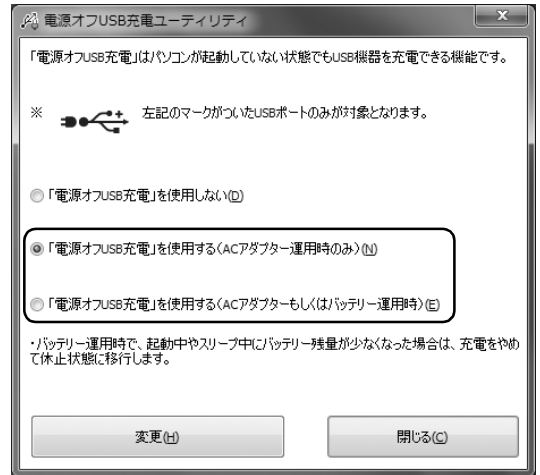 電源オフUSB充電ユーティリティ
「電源オフUSB充電」はパソコンが起動していない状態でもUSB機器を充電できる機能です。
※ 左記のマークがついたUSBポートのみが対象となります。
「電源オフUSB充電」を使用しない(D)
「電源オフUSB充電」を使用する(ACアダプター運用時のみ)(N)
「電源オフUSB充電」を使用する(ACアダプターもしくはバッテリー運用時)(E)
・バッテリー運用時で、起動中やスリープ中にバッテリー残量が少なくなった場合は、充電をやめ
て休止状態に移行します。
変更(H) 閉じる(C)